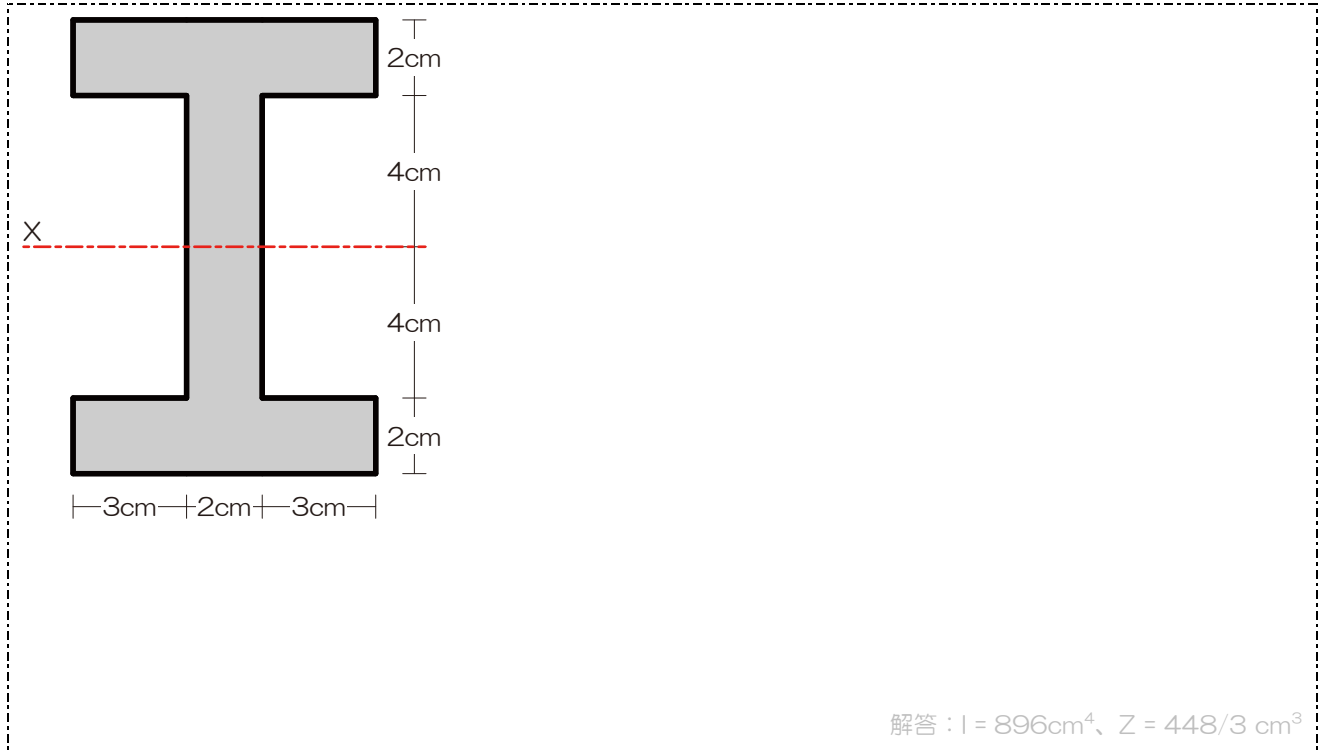 2cm
4cm
X
4cm
2cm
3cm 2cm 3cm
解答：I = 896cm⁴、Z = 448/3 cm³